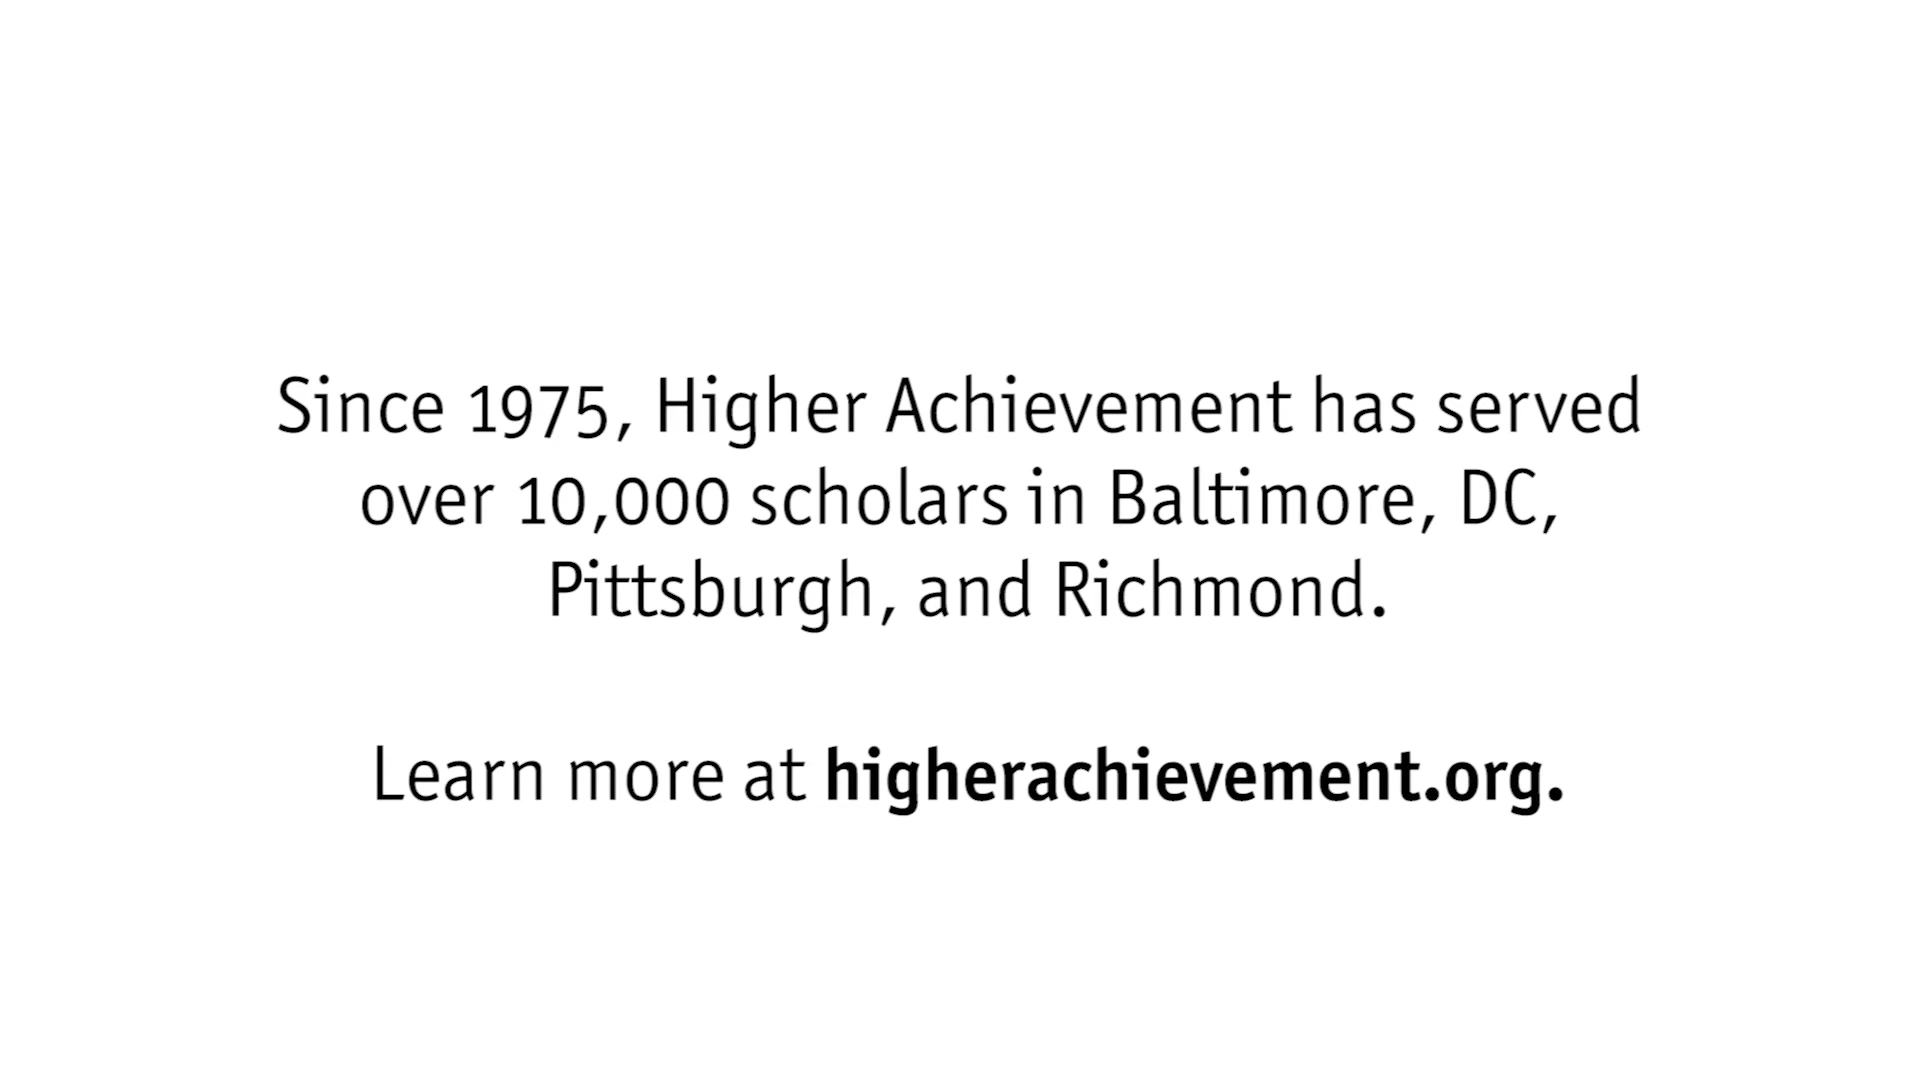 Since 1975, Higher Achievement has served
over 10,000 scholars in Baltimore, DC,
Pittsburgh, and Richmond.
Learn more at higherachievement.org.